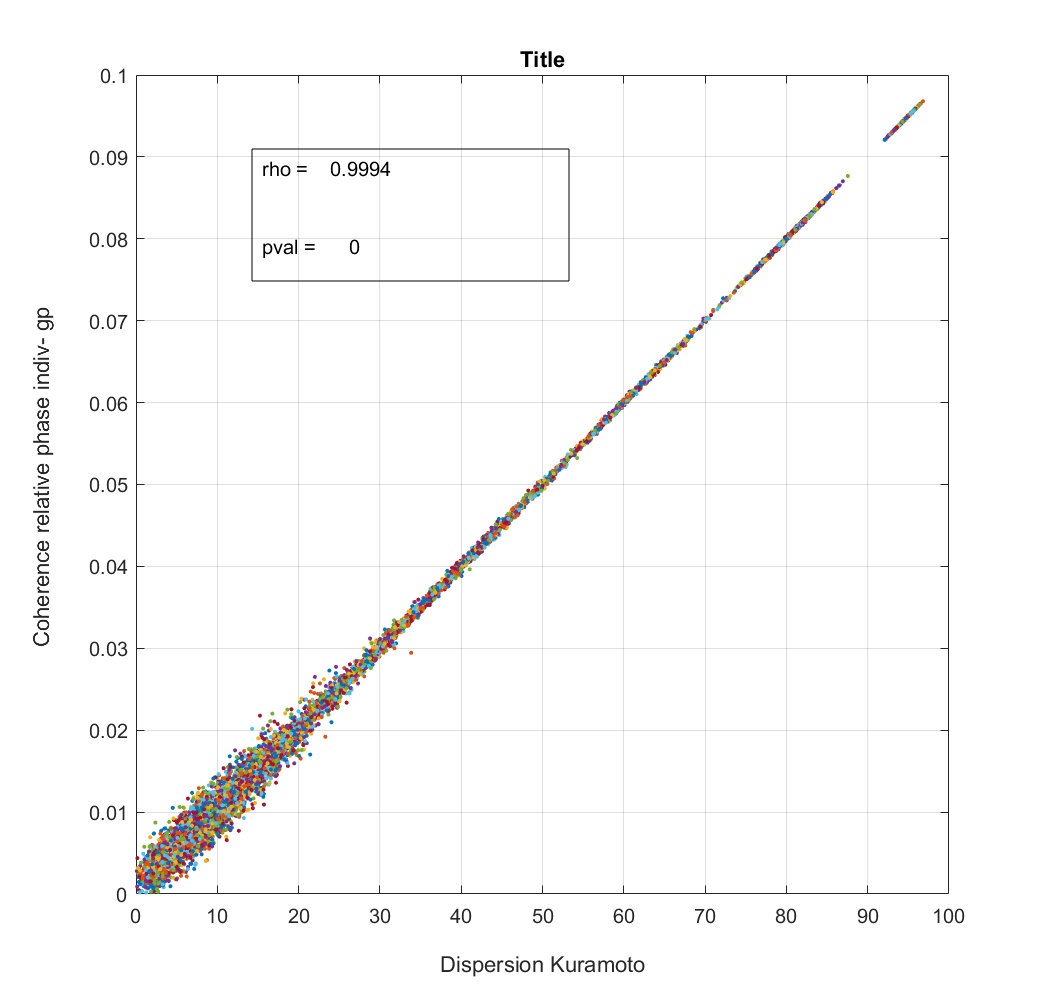 Title
0.1
0.09
0.08
0.07
0.06
0.05
0.04
0.03
0.02
0.01
0
Coherence relative phase indiv- gp
rho = 0.9994
pval = 0
0 10 20 30 40 50 60 70 80 90 100
Dispersion Kuramoto